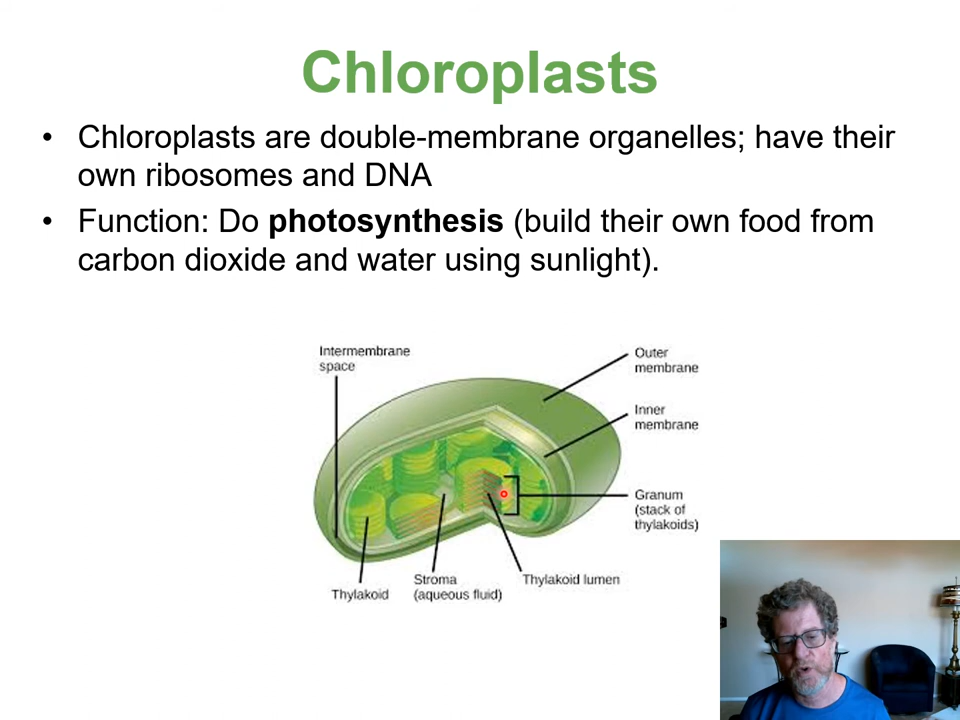 Chloroplasts
• Chloroplasts are double-membrane organelles; have their
own ribosomes and DNA
• Function: Do photosynthesis (build their own food from
carbon dioxide and water using sunlight).
Intermembrane
space
Outer
membrane
Inner
membrane
Granum
(stack of
thylakoids)
Thylakoid
Stroma
(aqueous fluid)
Thylakoid lumen